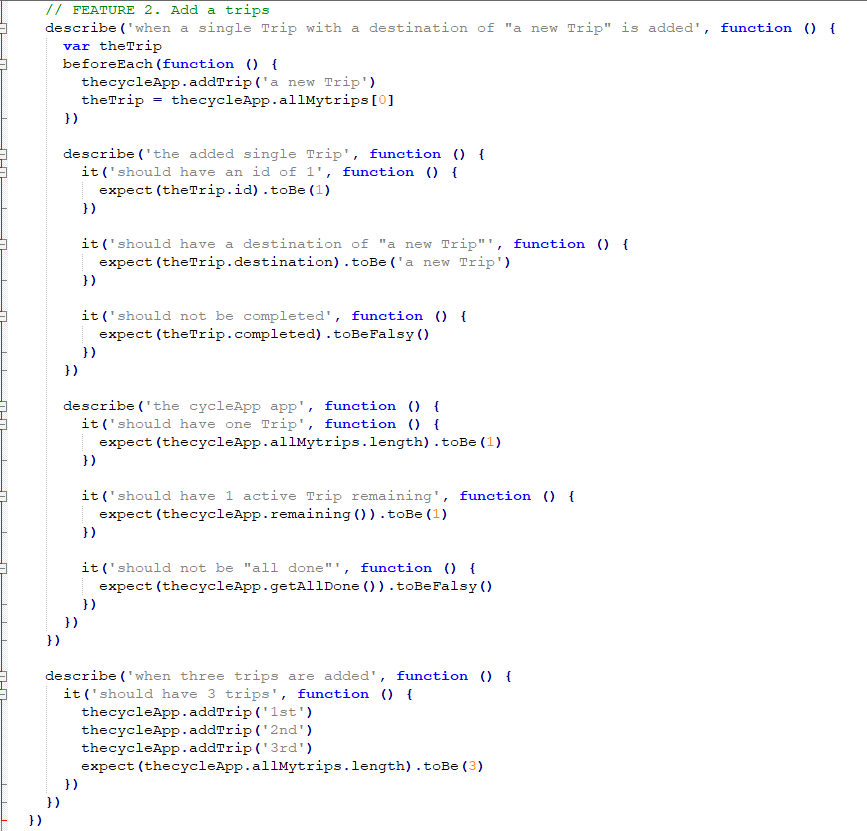 // FEATURE 2. Add a trips
describe('when a single Trip with a destination of "a new Trip" is added', function () {
var theTrip
beforeEach(function () {
thecycleApp.addTrip('a new Trip')
theTrip = thecycleApp.allMytrips[0]
})
describe('the added single Trip', function () {
it('should have an id of 1', function () {
expect(theTrip.id).toBe(1)
})
it('should have a destination of "a new Trip"', function () {
expect(theTrip.destination).toBe('a new Trip')
})
it('should not be completed', function () {
expect(theTrip.completed).toBeFalsy()
})
})
describe('the cycleApp app', function () {
it('should have one Trip', function () {
expect(thecycleApp.allMytrips.length).toBe(1)
})
it('should have 1 active Trip remaining', function () {
expect(thecycleApp.remaining()).toBe(1)
})
it('should not be "all done"', function () {
expect(thecycleApp.getAllDone()).toBeFalsy()
})
})
})
describe('when three trips are added', function () {
it('should have 3 trips', function () {
thecycleApp.addTrip('1st')
thecycleApp.addTrip('2nd')
thecycleApp.addTrip('3rd')
expect(thecycleApp.allMytrips.length).toBe(3)
})
})
})